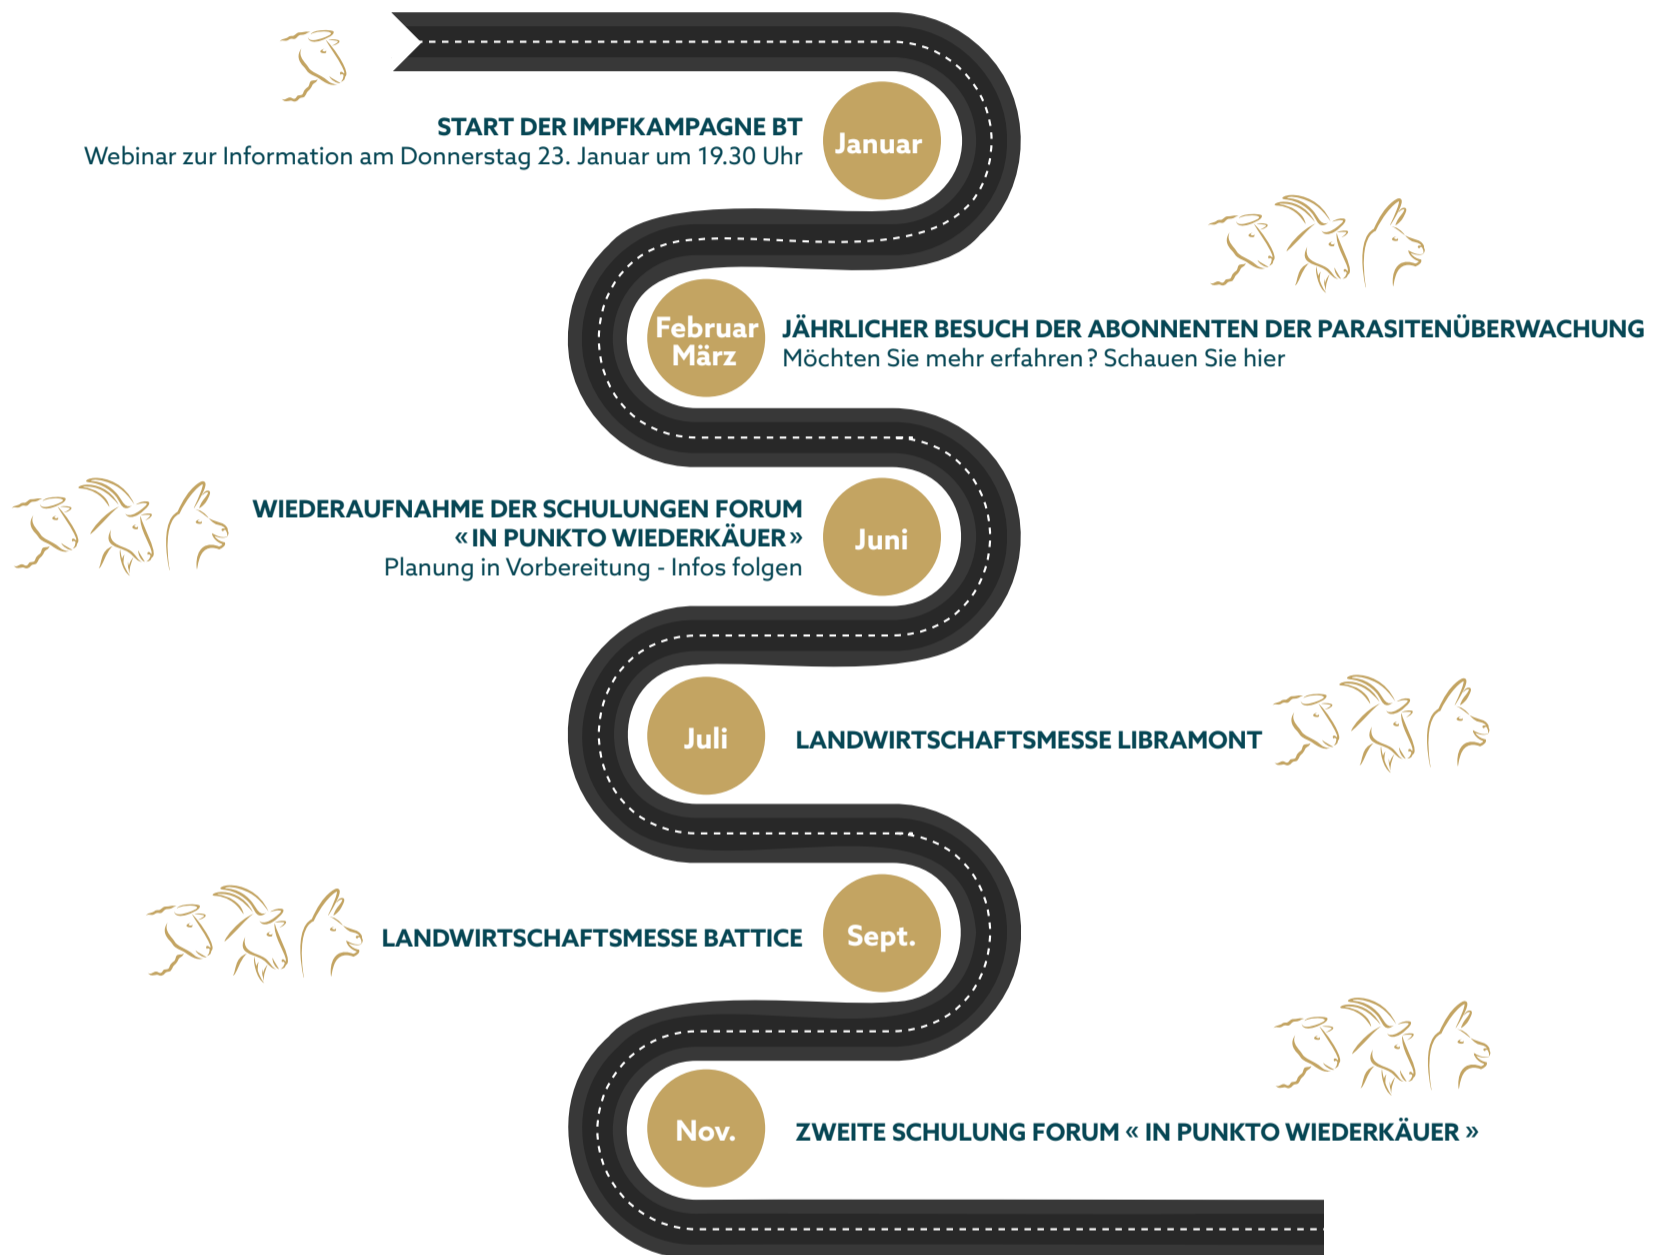 START DER IMPFKAMPAGNE BT
Webinar zur Information am Donnerstag 23. Januar um 19.30 Uhr
Januar
Februar
März
JÄHRLICHER BESUCH DER ABONNENTEN DER PARASITENÜBERWACHUNG
Möchten Sie mehr erfahren ? Schauen Sie hier
WIEDERAUFNAHME DER SCHULUNGEN FORUM
« IN PUNKTO WIEDERKÄUER »
Planung in Vorbereitung - Infos folgen
Juni
Juli
LANDWIRTSCHAFTSMESSE LIBRAMONT
LANDWIRTSCHAFTSMESSE BATTICE
Sept.
Nov.
ZWEITE SCHULUNG FORUM « IN PUNKTO WIEDERKÄUER »